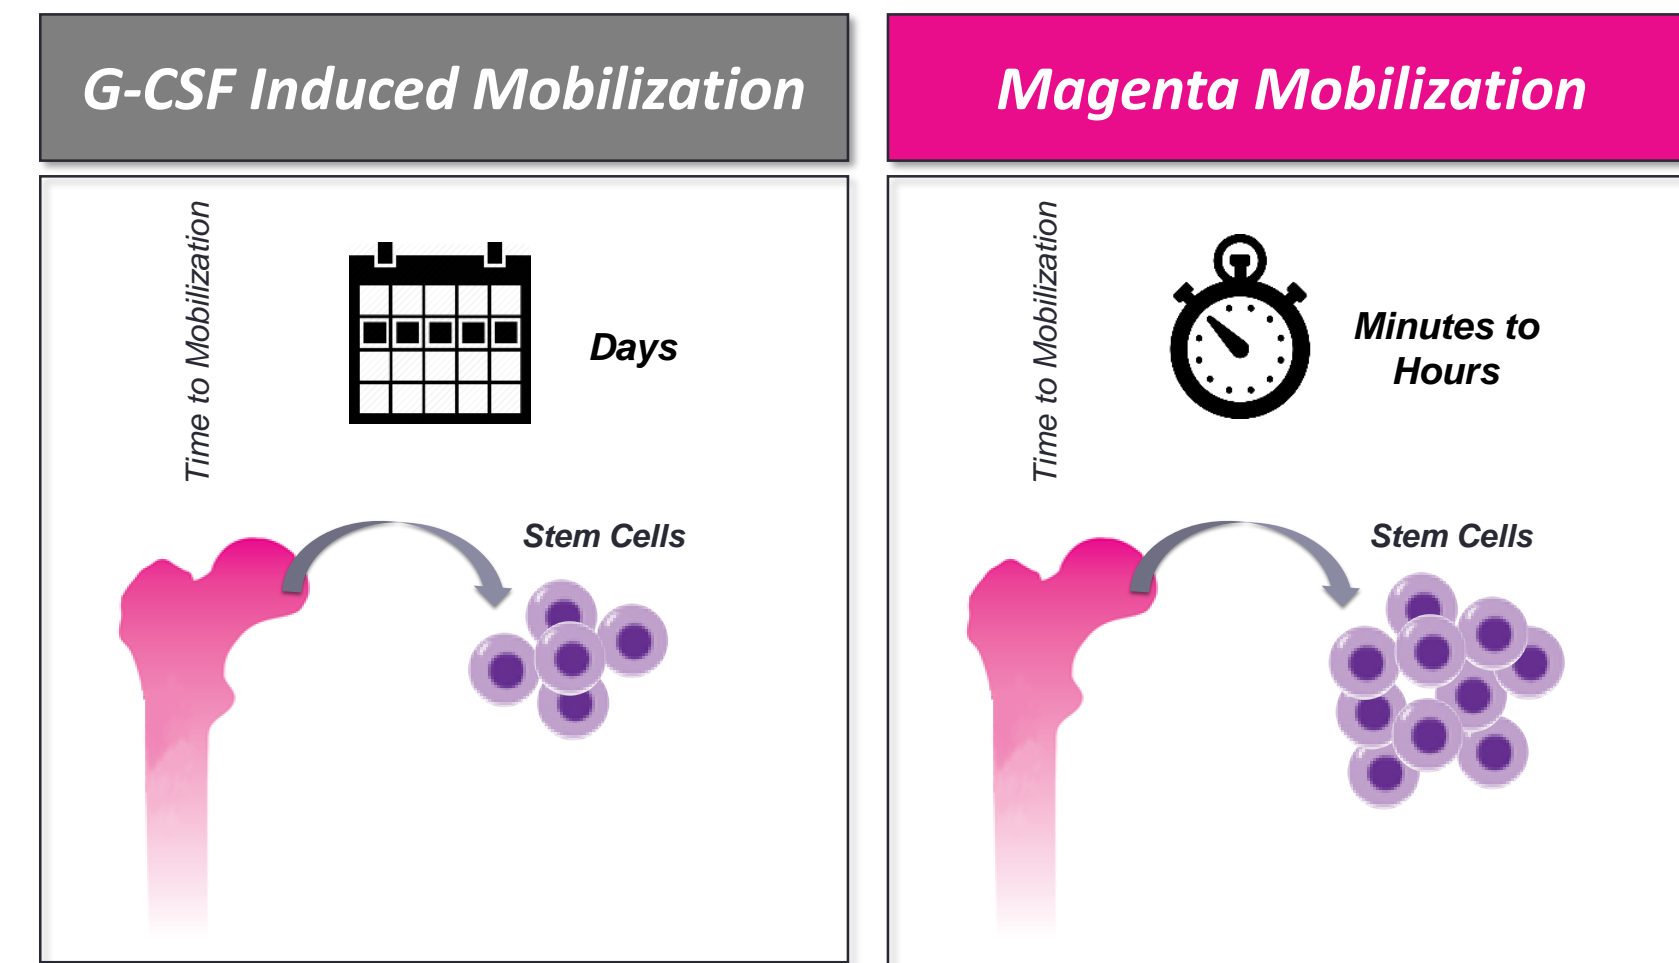 G-CSF Induced Mobilization
Time to Mobilization
Days
Stem Cells
Magenta Mobilization
Time to Mobilization
Minutes to
Hours
Stem Cells